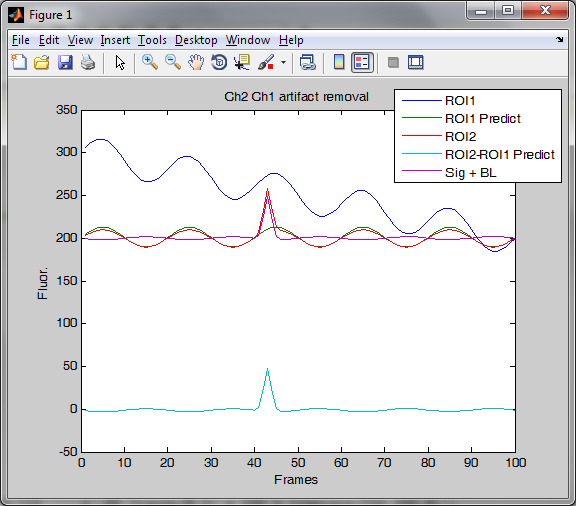 Figure 1
File Edit View Insert Tools Desktop Window Help
Ch2 Ch1 artifact removal
ROI1
ROI1 Predict
ROI2
ROI2-ROI1 Predict
Sig + BL
350
300
250
200
150
100
50
0
-50
Fluor.
0 10 20 30 40 50 60 70 80 90 100
Frames